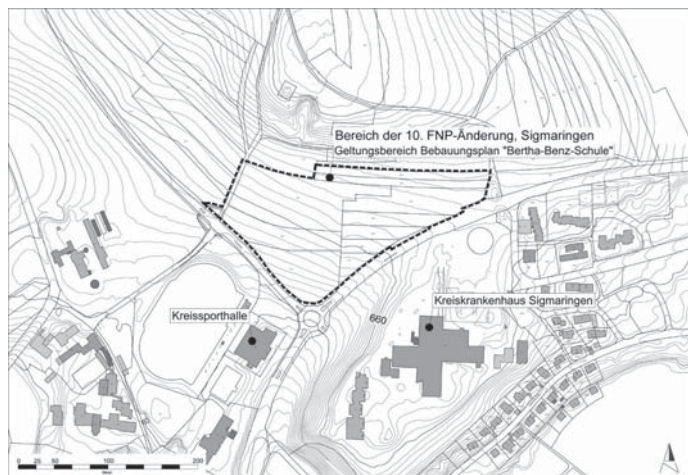 Bereich der 10. FNP-Änderung, Sigmaringen
Geltungsbereich Bebauungsplan "Bertha-Benz-Schule"
Kreiskrankenhaus Sigmaringen
Kreissporthalle
660
0 25 50 100 200
Meter